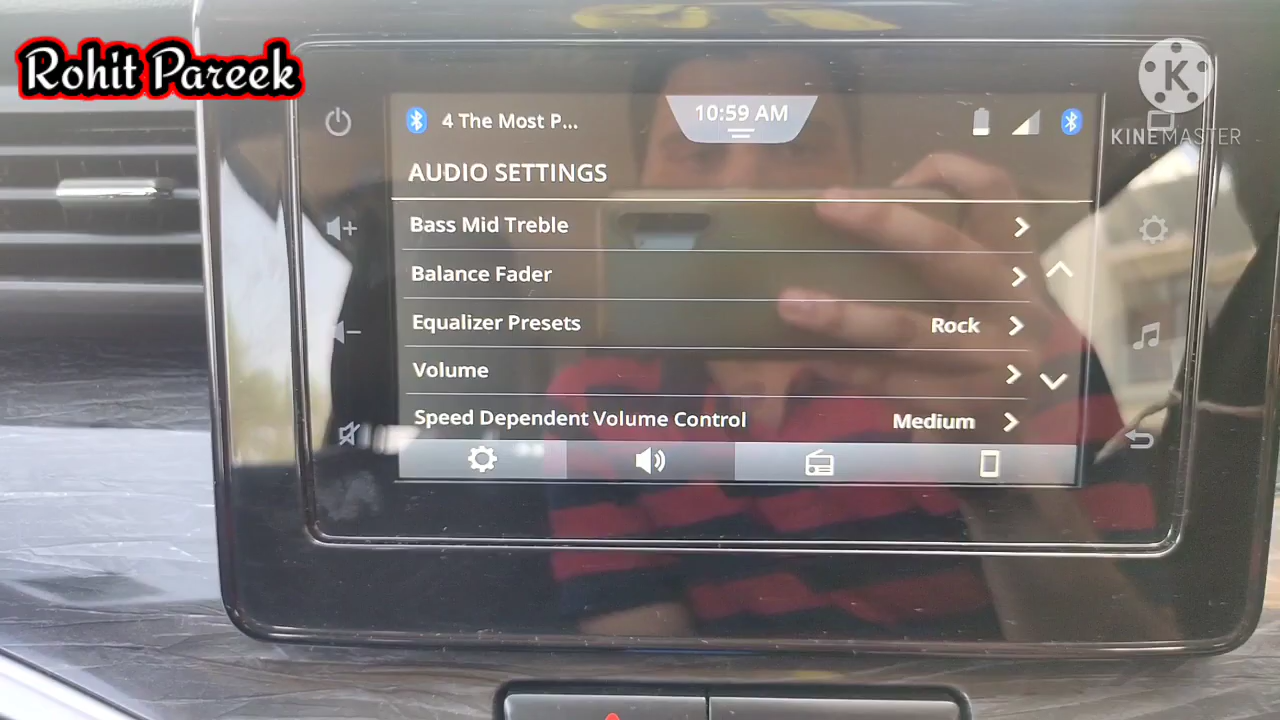 Rohit Pareek
K
KINEMASTER
4 The Most P...
10:59 AM
AUDIO SETTINGS
Bass Mid Treble
Balance Fader
Equalizer Presets Rock
Volume
Speed Dependent Volume Control Medium